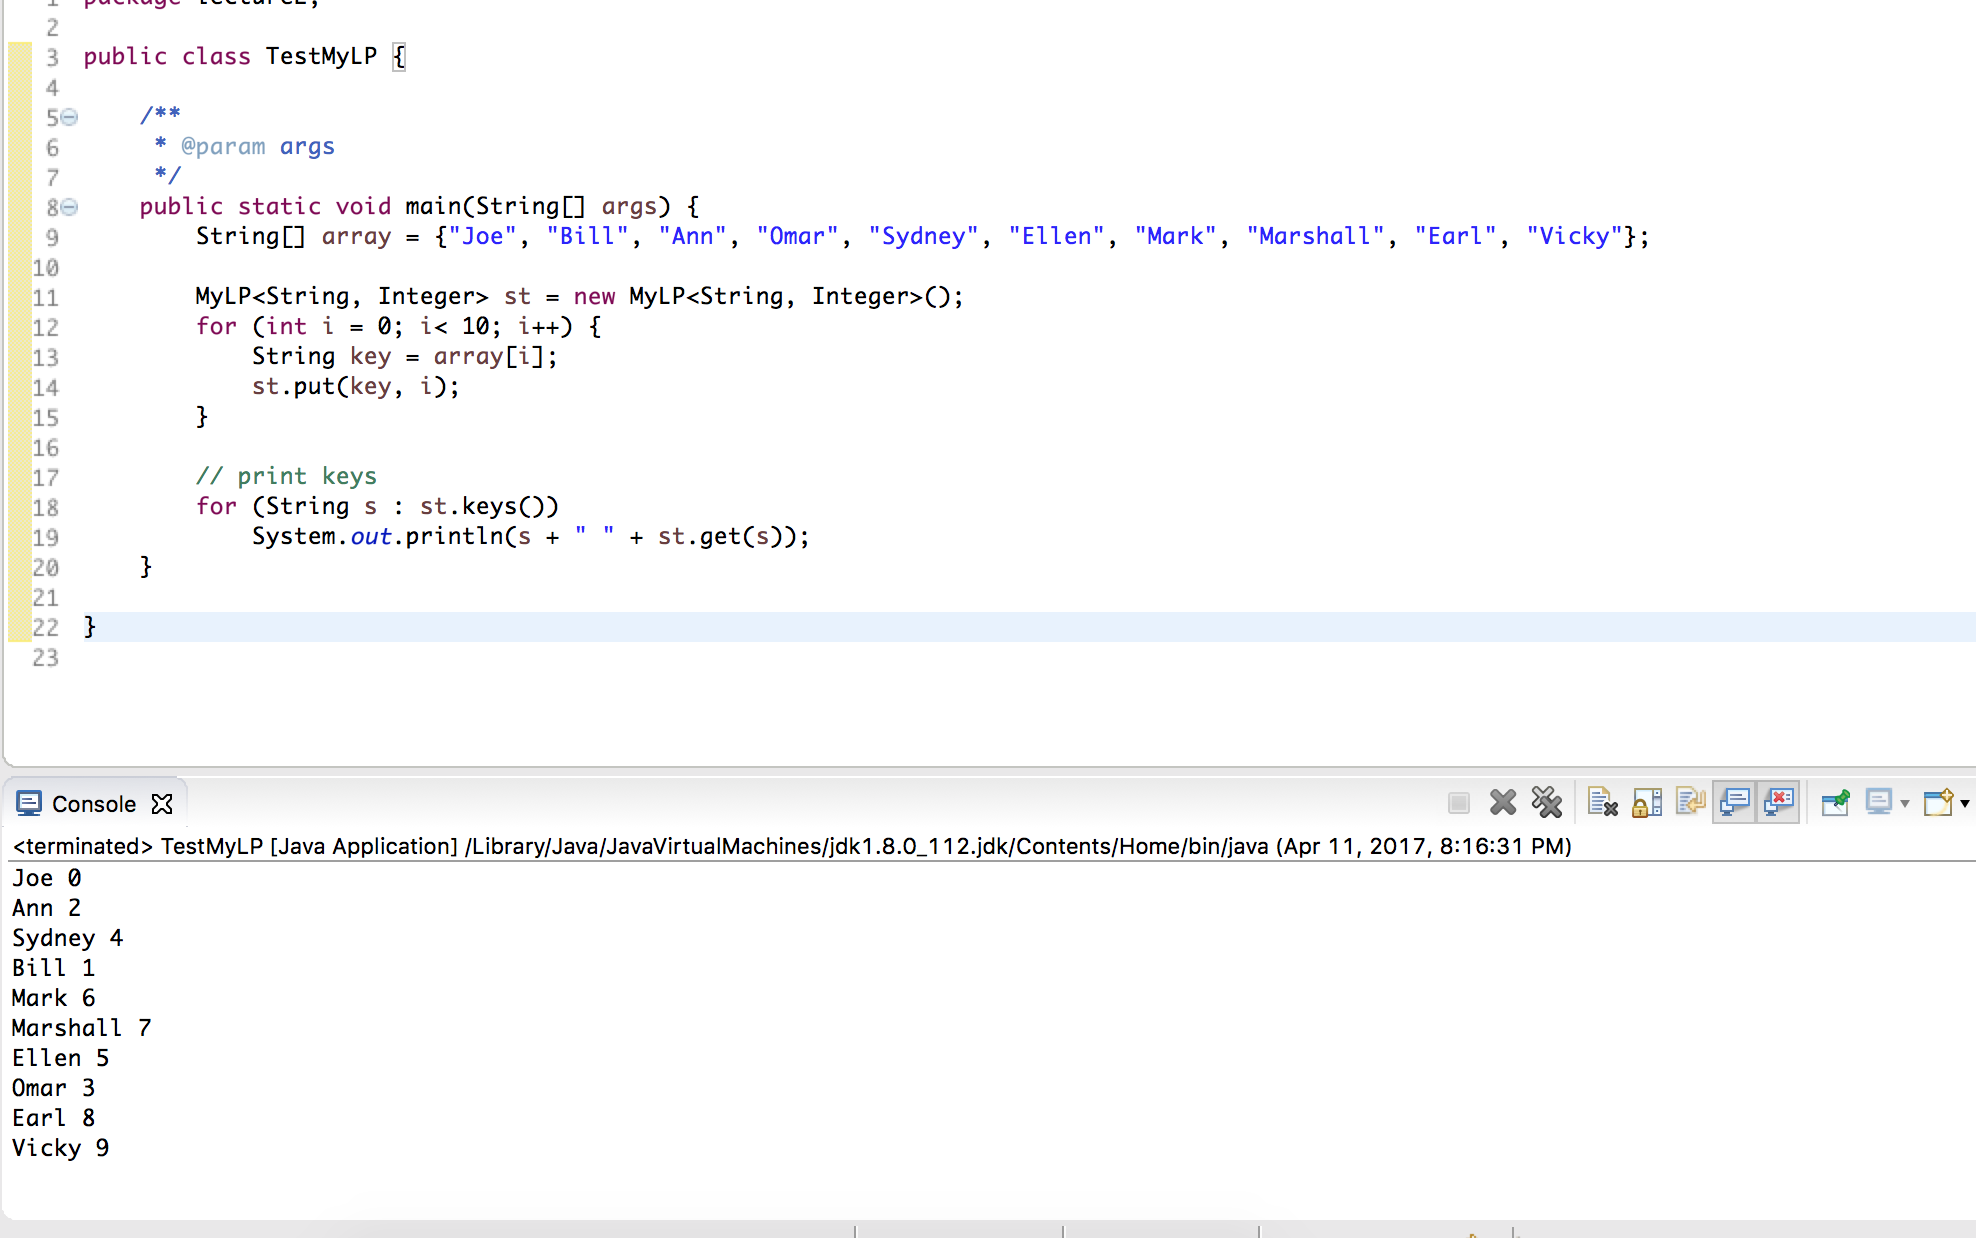 2
3 public class TestMyLP {
4
5 /**
6 * @param args
7 */
8 public static void main(String[] args) {
9 String[] array = {"Joe", "Bill", "Ann", "Omar", "Sydney", "Ellen", "Mark", "Marshall", "Earl", "Vicky"};
10
11 MyLP<String, Integer> st = new MyLP<String, Integer>();
12 for (int i = 0; i< 10; i++) {
13 String key = array[i];
14 st.put(key, i);
15 }
16
17 // print keys
18 for (String s : st.keys())
19 System.out.println(s + " " + st.get(s));
20 }
21
22 }
23
Console
<terminated> TestMyLP [Java Application] /Library/Java/JavaVirtualMachines/jdk1.8.0_112.jdk/Contents/Home/bin/java (Apr 11, 2017, 8:16:31 PM)
Joe 0
Ann 2
Sydney 4
Bill 1
Mark 6
Marshall 7
Ellen 5
Omar 3
Earl 8
Vicky 9